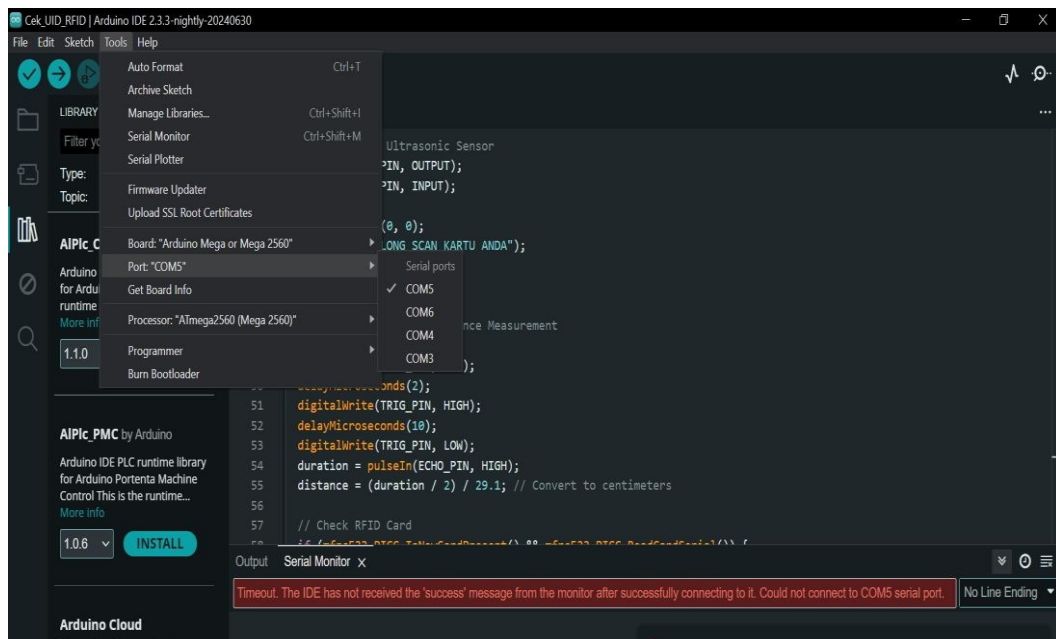 Cek_UID_RFID | Arduino IDE 2.3.3-nightly-20240630
File Edit Sketch Tools Help
Auto Format Ctrl+T
Archive Sketch
Manage Libraries... Ctrl+Shift+I
Serial Monitor Ctrl+Shift+M
Serial Plotter
Firmware Updater
Upload SSL Root Certificates
Board: "Arduino Mega or Mega 2560"
Port: "COM5"
Get Board Info
Processor: "ATmega2560 (Mega 2560)"
Programmer
Burn Bootloader
Serial ports
✓ COM5
COM6
COM4
COM3
LIBRARY
Filter yo
Type:
Topic:
AIPlc_
Arduino
for Ardui
runtime
More inf
1.1.0
AIPlc_PMC by Arduino
Arduino IDE PLC runtime library
for Arduino Portenta Machine
Control This is the runtime...
More info
1.0.6 INSTALL
Arduino Cloud
Ultrasonic Sensor
PIN, OUTPUT);
PIN, INPUT);
(0, 0);
LONG SCAN KARTU ANDA");
nce Measurement
);
delayMicroseconds(2);
51 digitalWrite(TRIG_PIN, HIGH);
52 delayMicroseconds(10);
53 digitalWrite(TRIG_PIN, LOW);
54 duration = pulseIn(ECHO_PIN, HIGH);
55 distance = (duration / 2) / 29.1; // Convert to centimeters
56
57 // Check RFID Card
Output Serial Monitor x
Timeout. The IDE has not received the 'success' message from the monitor after successfully connecting to it. Could not connect to COM5 serial port.
No Line Ending